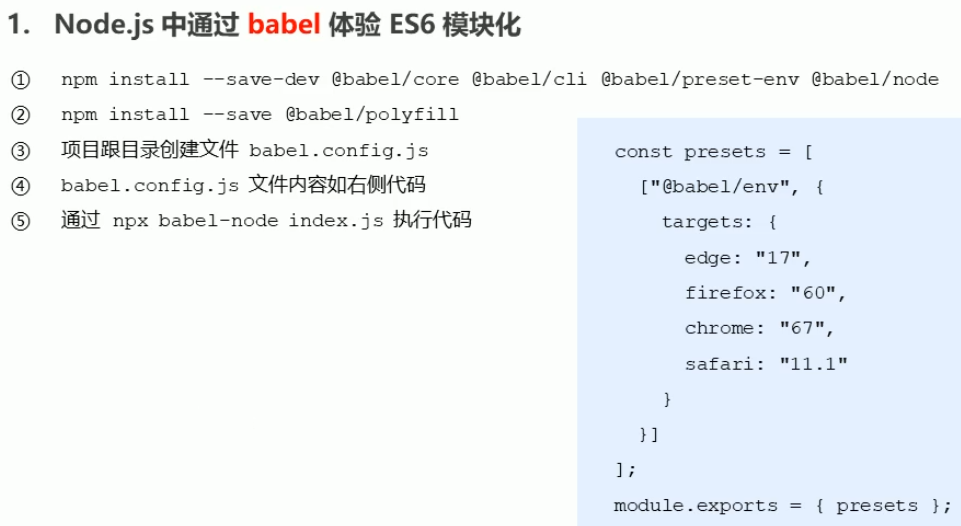 1. Node.js 中通过 babel 体验 ES6 模块化
① npm install --save-dev @babel/core @babel/cli @babel/preset-env @babel/node
② npm install --save @babel/polyfill
③ 项目跟目录创建文件 babel.config.js
④ babel.config.js 文件内容如右侧代码
⑤ 通过 npx babel-node index.js 执行代码
const presets = [
["@babel/env", {
targets: {
edge: "17",
firefox: "60",
chrome: "67",
safari: "11.1"
}
}]
];
module.exports = { presets };